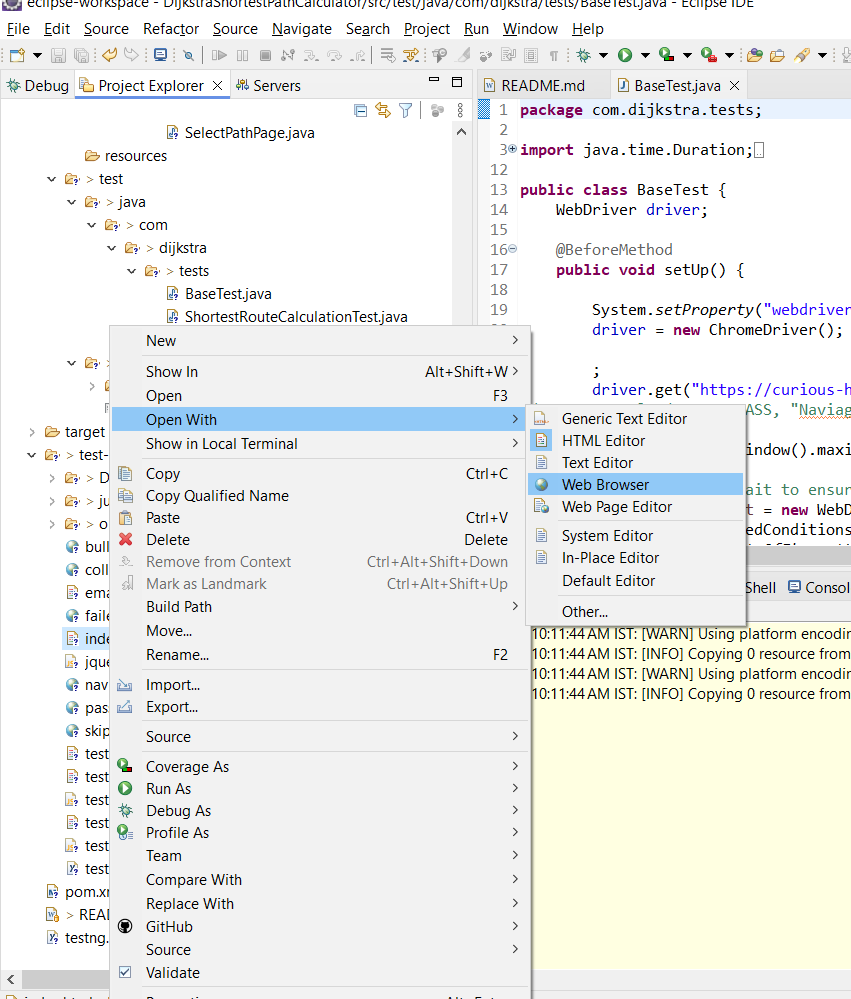 eclipse-workspace - DijkstraShortestPathCalculator/src/test/java/com/dijkstra/tests/BaseTest.java - Eclipse IDE
File Edit Source Refactor Source Navigate Search Project Run Window Help
Debug Project Explorer Servers
README.md BaseTest.java
SelectPathPage.java
resources
> test
> java
> com
> dijkstra
> tests
BaseTest.java
ShortestRouteCalculationTest.java
>
target
> test-
> D
> ju
> o
bull
coll
ema
faile
inde
jque
nav
pas
skip
test
test
test
test
test
test
pom.xm
> REA
testng.
1 package com.dijkstra.tests;
2
3 import java.time.Duration;
12
13 public class BaseTest {
14 WebDriver driver;
15
16 @BeforeMethod
17 public void setUp() {
18
19 System.setProperty("webdriver
driver = new ChromeDriver();
;
driver.get("https://curious-h
ASS, "Naviag
indow().maxi
ait to ensur
t = new WebD
edConditions
New
Show In Alt+Shift+W
Open F3
Open With
Show in Local Terminal
Copy Ctrl+C
Copy Qualified Name
Paste Ctrl+V
Delete Delete
Remove from Context Ctrl+Alt+Shift+Down
Mark as Landmark Ctrl+Alt+Shift+Up
Build Path
Move...
Rename... F2
Import...
Export...
Source
Coverage As
Run As
Debug As
Profile As
Team
Compare With
Replace With
GitHub
Source
Validate
Generic Text Editor
HTML Editor
Text Editor
Web Browser
Web Page Editor
System Editor
In-Place Editor
Default Editor
Other...
Shell Consol
10:11:44 AM IST: [WARN] Using platform encodin
10:11:44 AM IST: [INFO] Copying 0 resource from
10:11:44 AM IST: [WARN] Using platform encodin
10:11:44 AM IST: [INFO] Copying 0 resource from